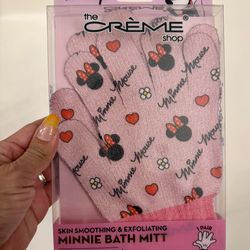 the
CRÈME
shop
Minnie Mouse
Minnie Mouse
Minnie Mouse
Minnie Mouse
SKIN SMOOTHING & EXFOLIATING
MINNIE BATH MITT
1 PAIR